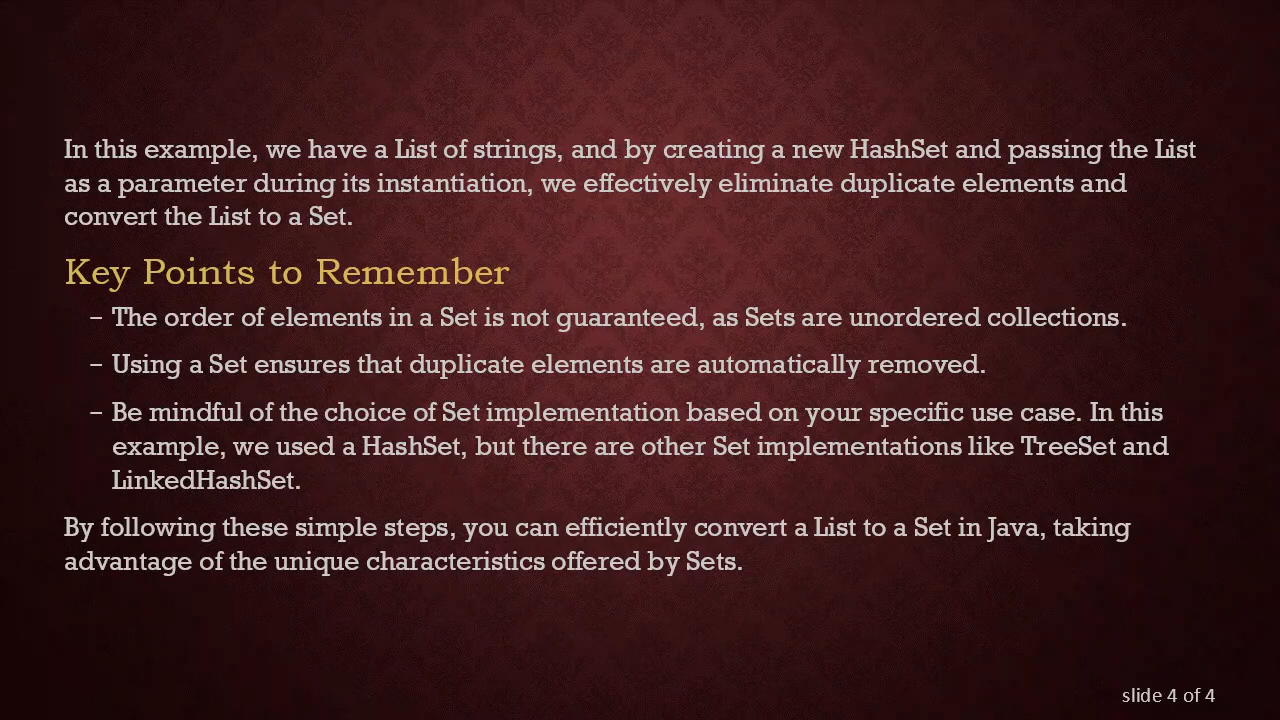 In this example, we have a List of strings, and by creating a new HashSet and passing the List
as a parameter during its instantiation, we effectively eliminate duplicate elements and
convert the List to a Set.
Key Points to Remember
– The order of elements in a Set is not guaranteed, as Sets are unordered collections.
– Using a Set ensures that duplicate elements are automatically removed.
– Be mindful of the choice of Set implementation based on your specific use case. In this
example, we used a HashSet, but there are other Set implementations like TreeSet and
LinkedHashSet.
By following these simple steps, you can efficiently convert a List to a Set in Java, taking
advantage of the unique characteristics offered by Sets.
slide 4 of 4